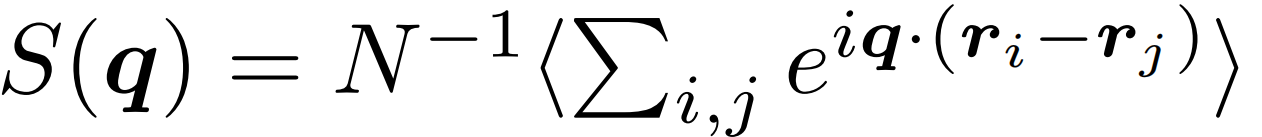 S(q) = N⁻¹⟨∑_{i,j} e^{iq·(r_i−r_j)}⟩